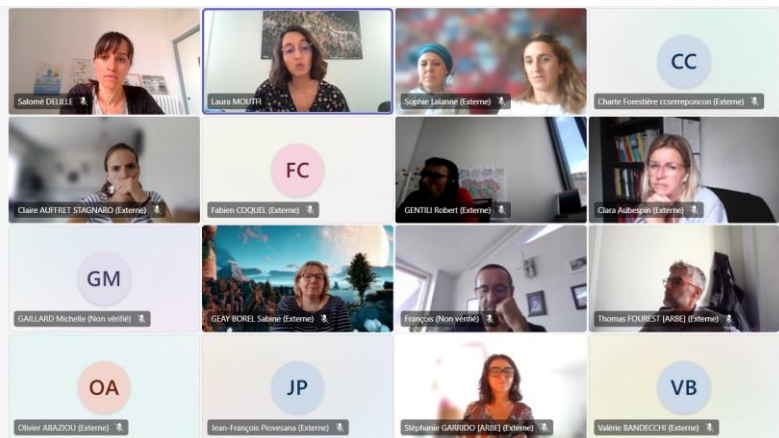 Salomé DELILLE
Laura MOUTH
Sophie Lalanne (Externe)
CC
Charte Forestière ccserreponcon (Externe)
Claire AUFFRET STAGNARO (Externe)
FC
Fabien COQUEL (Externe)
GENTILI Robert (Externe)
Clara Aubespin (Externe)
GM
GAILLARD Michelle (Non vérifié)
GEAY BOREL Sabine (Externe)
François (Non vérifié)
Thomas FOUREST [ARBE] (Externe)
OA
Olivier ABAZIOU (Externe)
JP
Jean-François Piovesana (Externe)
Stéphanie GARRIDO [ARBE] (Externe)
VB
Valérie BANDECCHI (Externe)